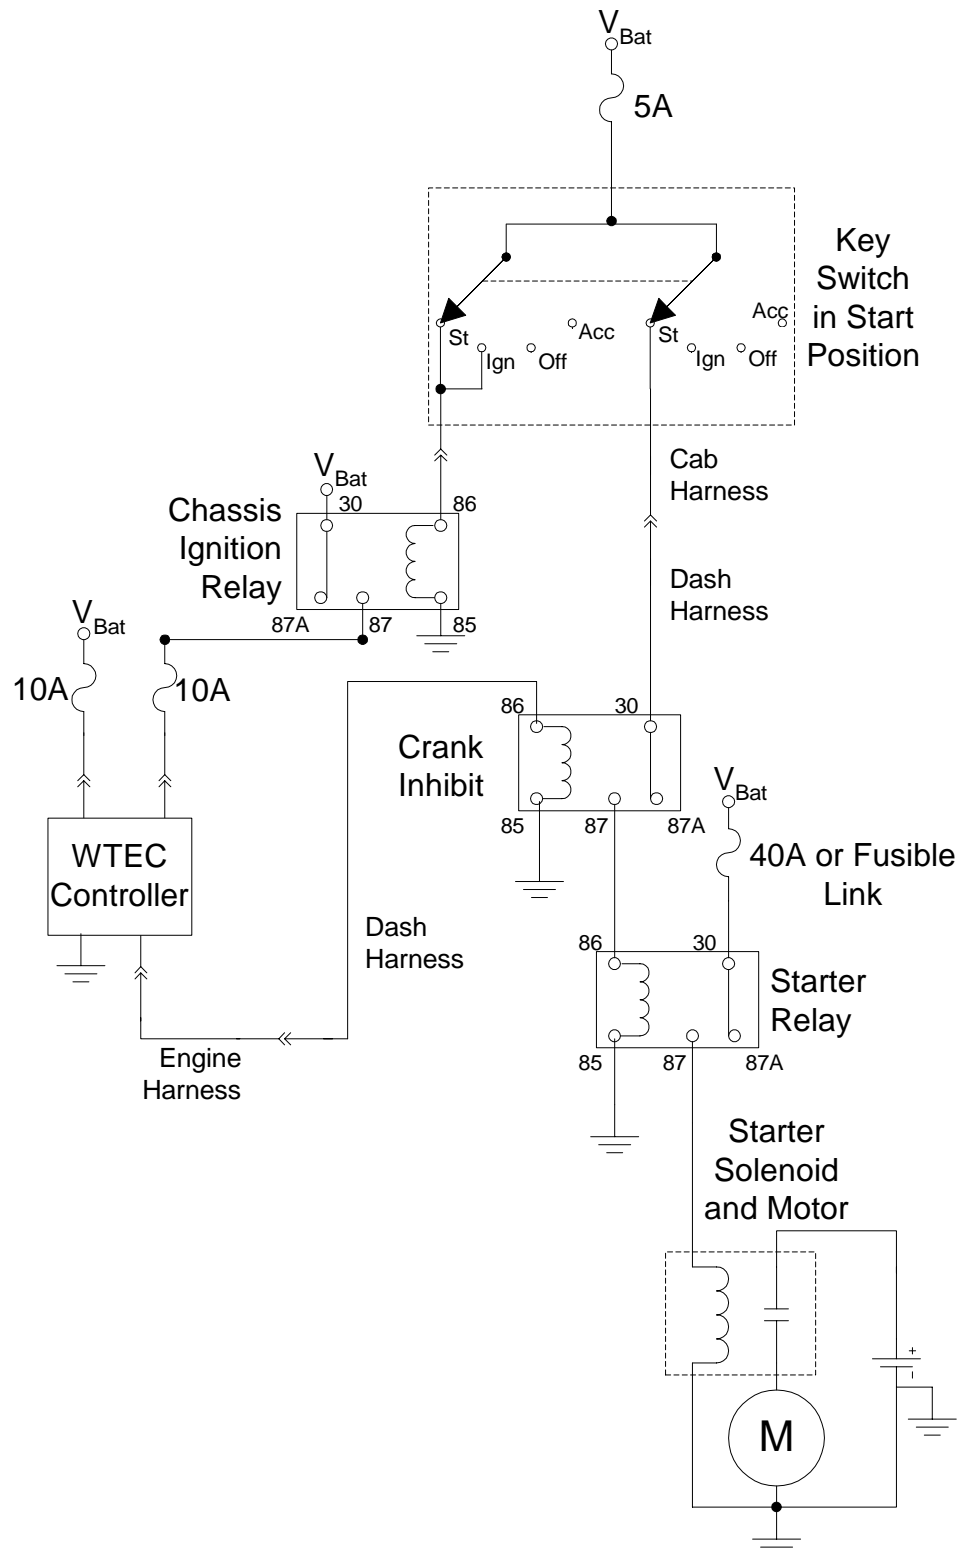 VBat
5A
Key
Switch
in Start
Position
St
Ign
Off
Acc
St
Ign
Off
Acc
Cab
Harness
Dash
Harness
VBat
30
86
Chassis
Ignition
Relay
87A
87
85
VBat
10A
10A
WTEC
Controller
86
30
Crank
Inhibit
85
87
87A
VBat
40A or Fusible
Link
Dash
Harness
Engine
Harness
86
30
Starter
Relay
85
87
87A
Starter
Solenoid
and Motor
+
-
M